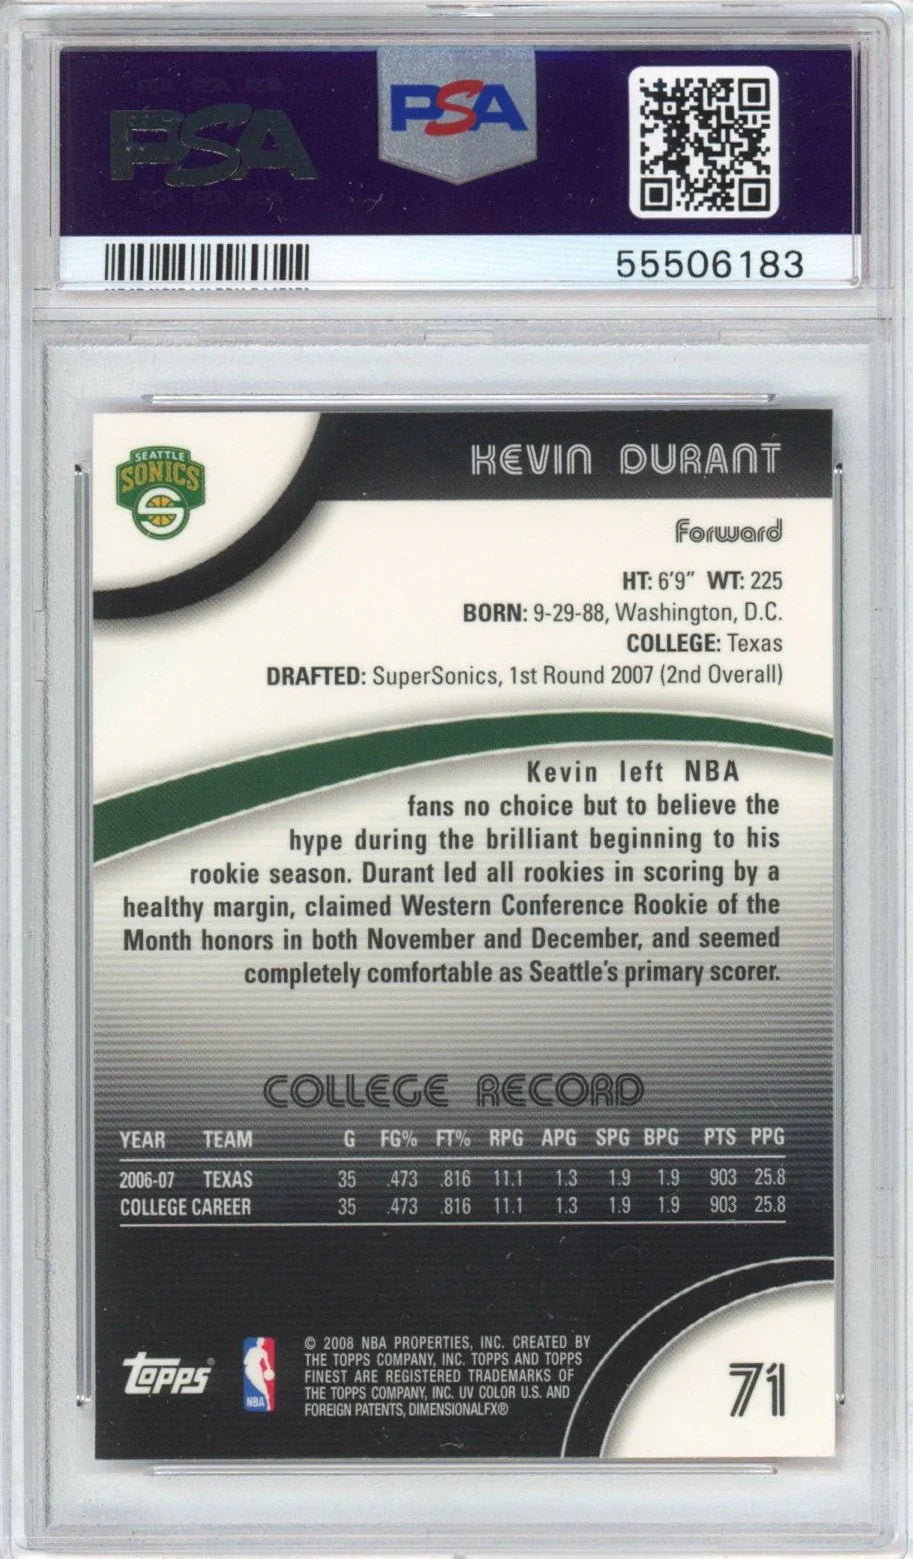 PSA
PSA
55506183
SEATTLE
SONICS
KEVIN DURANT
Forward
HT: 6'9" WT: 225
BORN: 9-29-88, Washington, D.C.
COLLEGE: Texas
DRAFTED: SuperSonics, 1st Round 2007 (2nd Overall)
Kevin left NBA
fans no choice but to believe the
hype during the brilliant beginning to his
rookie season. Durant led all rookies in scoring by a
healthy margin, claimed Western Conference Rookie of the
Month honors in both November and December, and seemed
completely comfortable as Seattle's primary scorer.
COLLEGE RECORD
YEAR TEAM G FG% FT% RPG APG SPG BPG PTS PPG
2006-07 TEXAS 35 .473 .816 11.1 1.3 1.9 1.9 903 25.8
COLLEGE CAREER 35 .473 .816 11.1 1.3 1.9 1.9 903 25.8
© 2008 NBA PROPERTIES, INC. CREATED BY
THE TOPPS COMPANY, INC. TOPPS AND TOPPS
FINEST ARE REGISTERED TRADEMARKS OF
THE TOPPS COMPANY, INC. UV COLOR U.S. AND
FOREIGN PATENTS, DIMENSIONALFX®
topps®
NBA
71